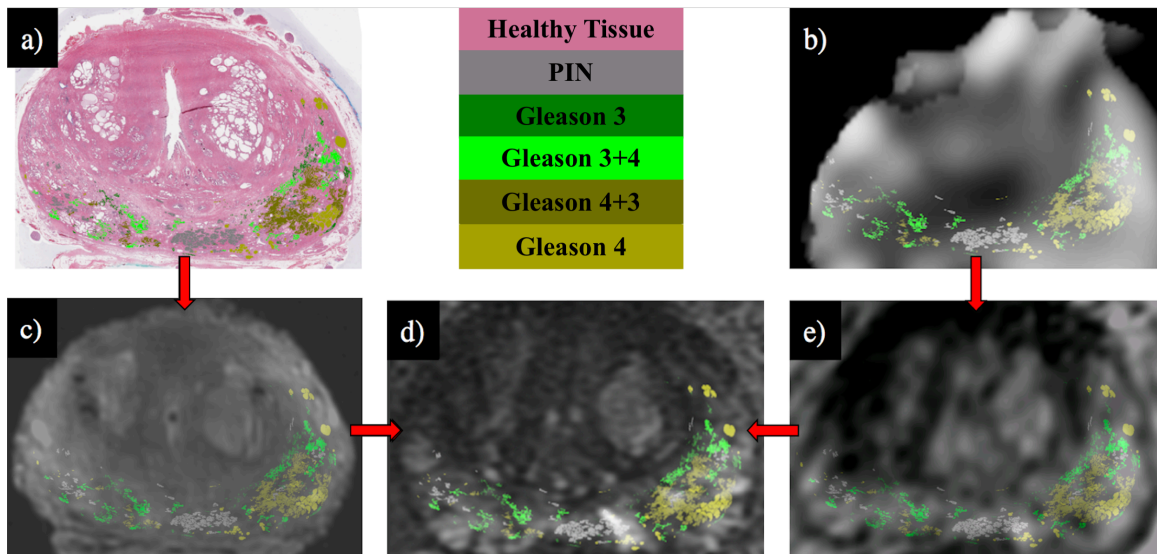 a)
Healthy Tissue
PIN
Gleason 3
Gleason 3+4
Gleason 4+3
Gleason 4
b)
c)
d)
e)